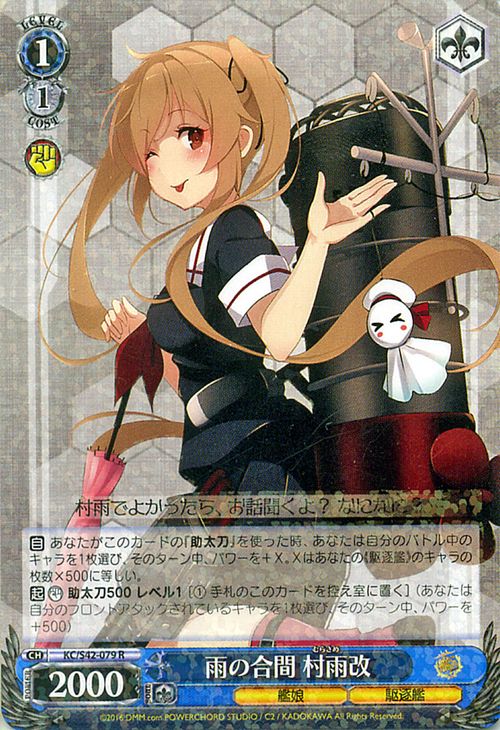 LEVEL
1
1
COST
村雨でよかったら、お話聞くよ？ なになに？
自 あなたがこのカードの『助太刀』を使った時、あなたは自分のバトル中の
キャラを1枚選び、そのターン中、パワーを＋X。Xはあなたの《駆逐艦》のキャラの
枚数×500に等しい。
起 助太刀500 レベル1 [① 手札のこのカードを控え室に置く] (あなたは
自分のフロントアタックされているキャラを1枚選び、そのターン中、パワーを
＋500)
CH KC/S42-079 R
むらさめ
雨の合間 村雨改
POWER 2000
SOUL
艦娘 駆逐艦
©2016 DMM.com POWERCHORD STUDIO / C2 / KADOKAWA All Rights Reserved.